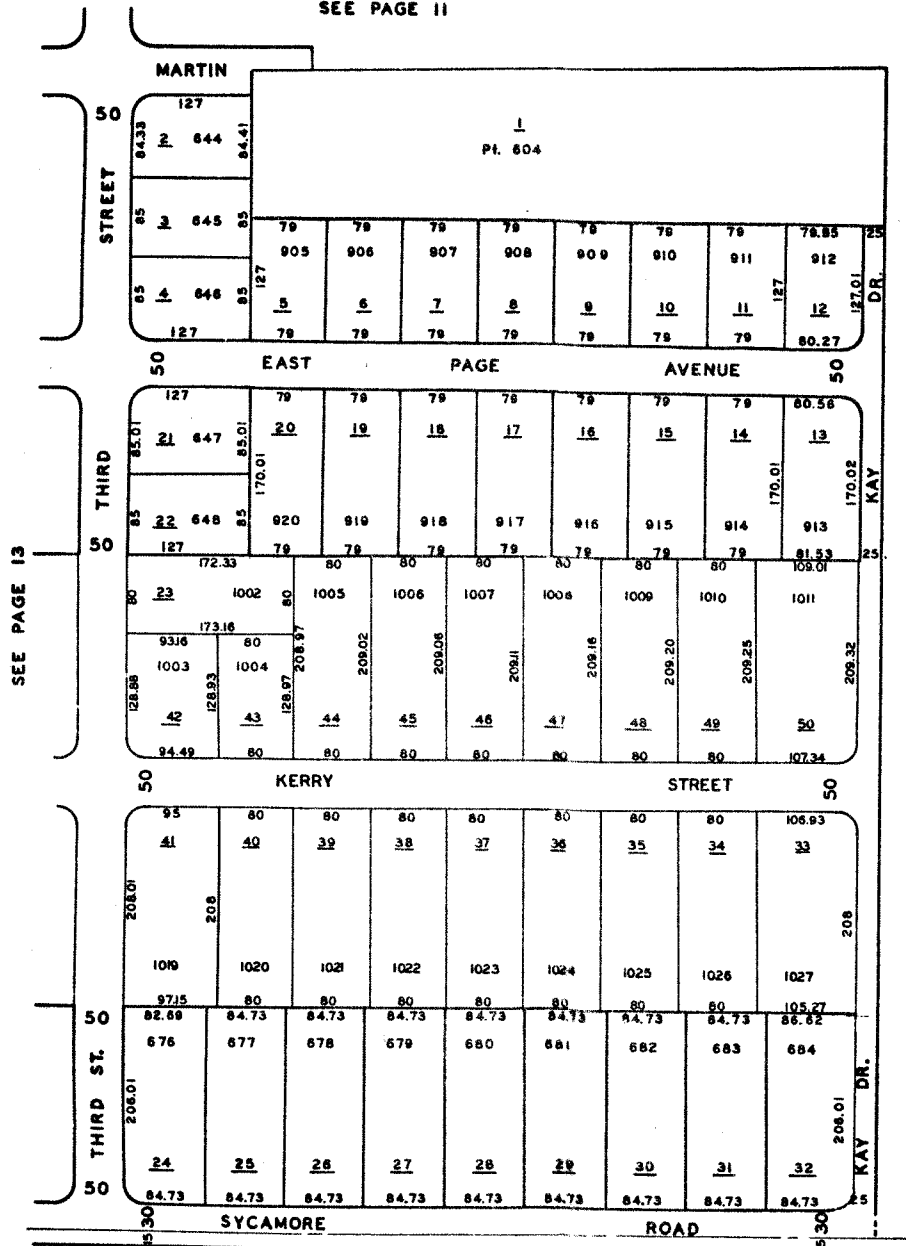 SEE PAGE 11
MARTIN
50 127
84.33 2 644 84.41
1
Pt. 604
STREET
85 3 645 85
79 79 79 79 79 79 79 79.85 25
905 906 907 908 909 910 911 912
85 4 646 85 127 127 127.01 DR.
5 6 7 8 9 10 11 12
127 79 79 79 79 79 79 79 80.27
50 EAST PAGE AVENUE 50
127 79 79 79 79 79 79 79 80.56
85.01 21 647 85.01 20 19 18 17 16 15 14 13
THIRD 170.01 170.01 170.02 KAY
85 22 648 85 920 919 918 917 916 915 914 913
50 127 79 79 79 79 79 79 79 81.53 25
172.33 80 80 80 80 80 80 109.01
SEE PAGE 13
80 23 1002 80 1005 1006 1007 1008 1009 1010 1011
173.16
93.16 80
1003 1004
128.88 128.93 128.97 208.97 209.02 209.06 209.11 209.16 209.20 209.25 209.32
42 43 44 45 46 47 48 49 50
94.49 80 80 80 80 80 80 80 107.34
50 KERRY STREET 50
95 80 80 80 80 80 80 80 106.93
41 40 39 38 37 36 35 34 33
208.01 208 208
1019 1020 1021 1022 1023 1024 1025 1026 1027
97.15 80 80 80 80 80 80 80 105.27
50 82.69 84.73 84.73 84.73 84.73 84.73 84.73 84.73 86.62
676 677 678 679 680 681 682 683 684
THIRD ST. 206.01 206.01 KAY DR.
24 25 26 27 28 29 30 31 32
50 84.73 84.73 84.73 84.73 84.73 84.73 84.73 84.73 84.73 25
30 SYCAMORE ROAD 30